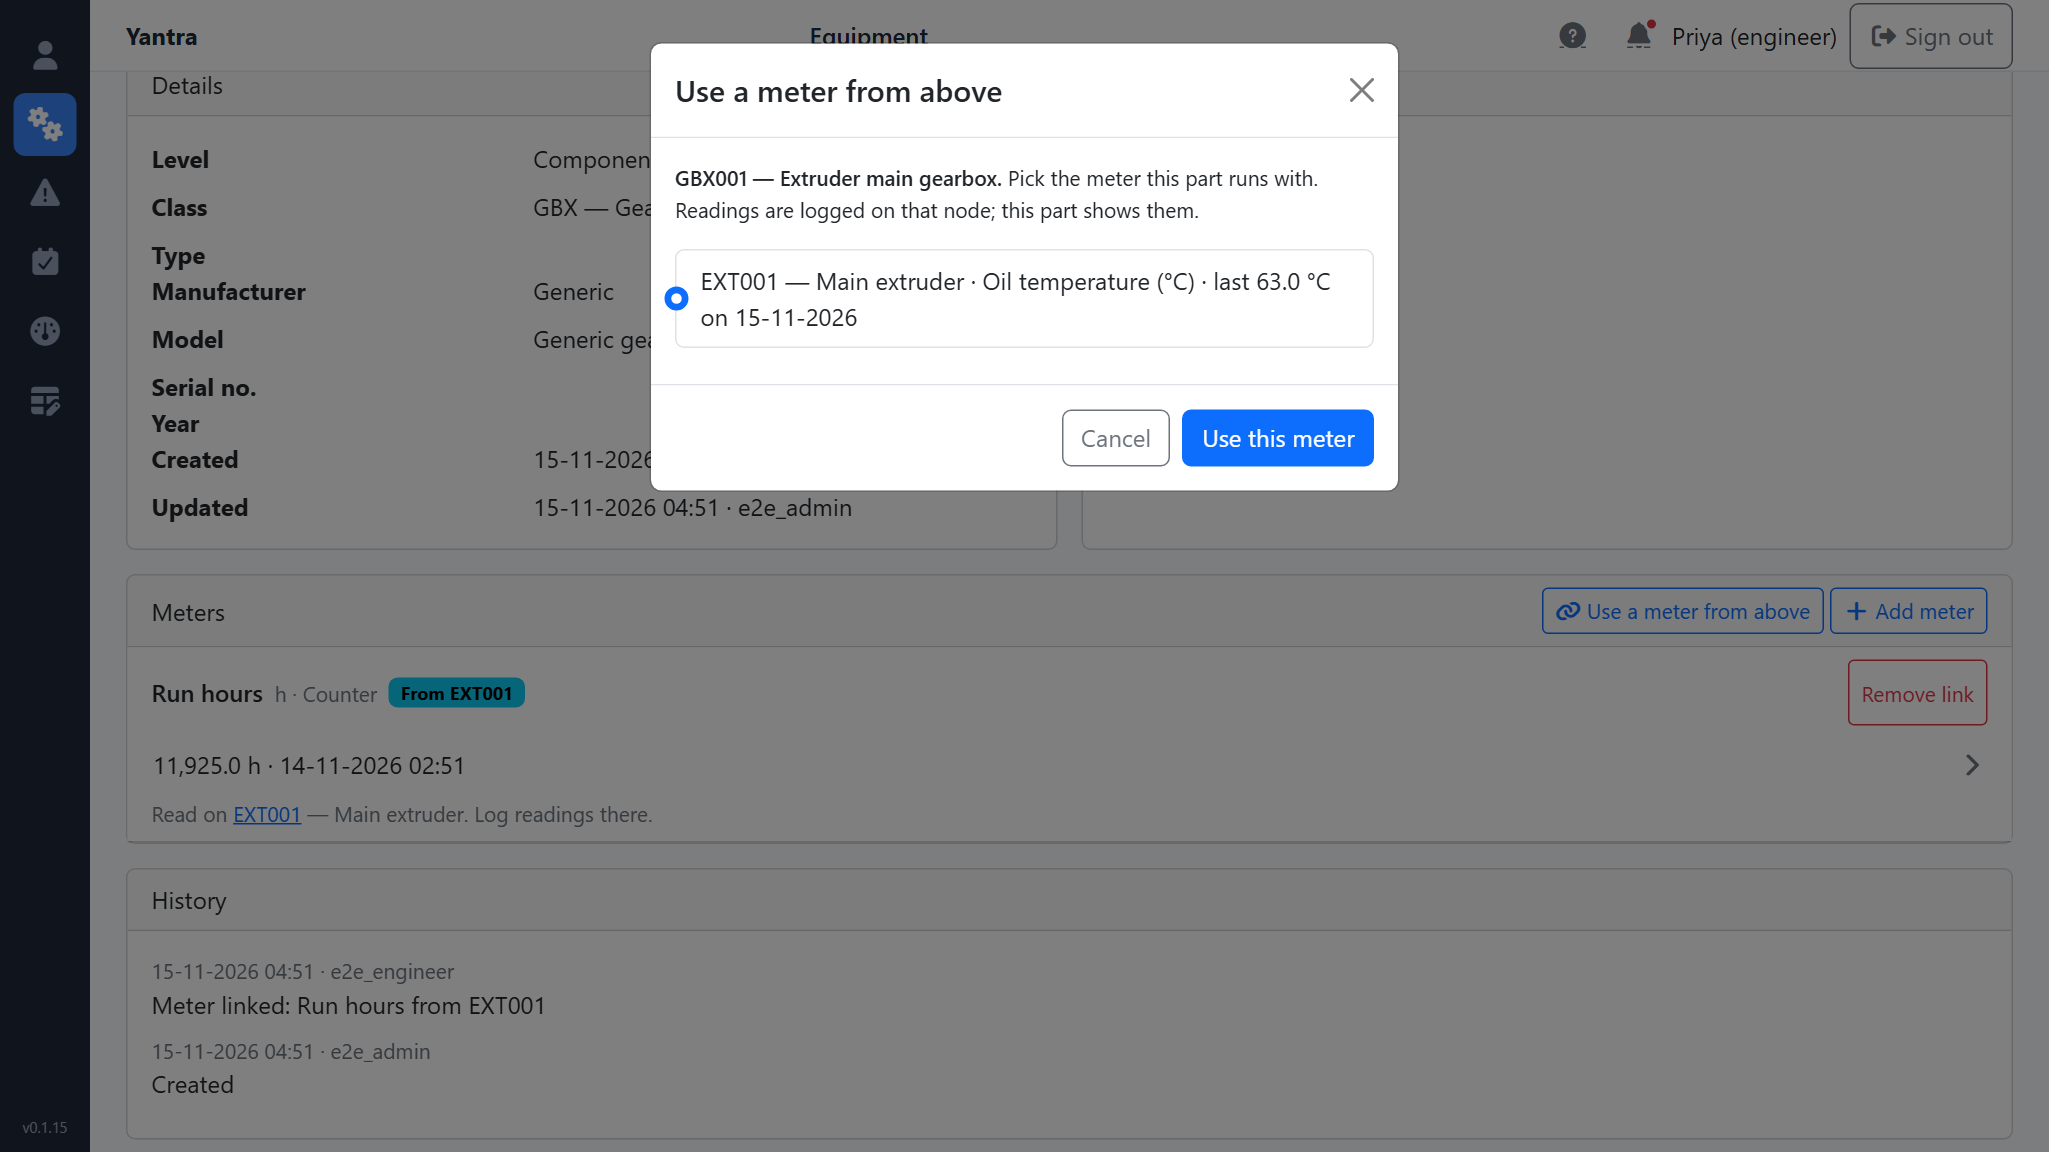 Yantra
Equipment
Priya (engineer)
Sign out
Details
Level
Class
GBX —
Type
Manufacturer
Generic
Model
Generic
Serial no.
Year
Created
15-11-2026
Updated
15-11-2026 04:51 · e2e_admin
Use a meter from above
GBX001 — Extruder main gearbox. Pick the meter this part runs with.
Readings are logged on that node; this part shows them.
EXT001 — Main extruder · Oil temperature (°C) · last 63.0 °C
on 15-11-2026
Cancel
Use this meter
Meters
Use a meter from above
Add meter
Run hours h · Counter From EXT001
Remove link
11,925.0 h · 14-11-2026 02:51
Read on EXT001 — Main extruder. Log readings there.
History
15-11-2026 04:51 · e2e_engineer
Meter linked: Run hours from EXT001
15-11-2026 04:51 · e2e_admin
Created
v0.1.15